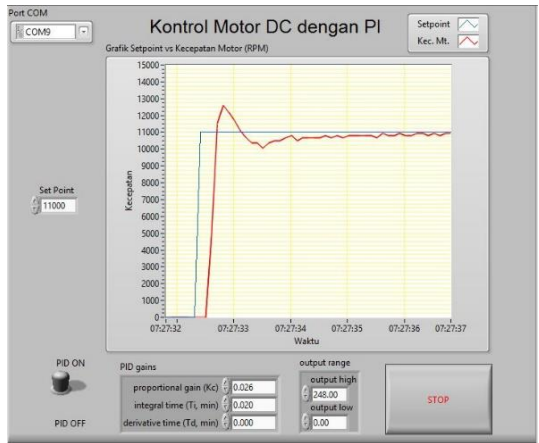 Port COM
COM9
Kontrol Motor DC dengan PI
Setpoint
Kec. Mt.
Grafik Setpoint vs Kecepatan Motor (RPM)
15000
14000
13000
12000
11000
10000
9000
8000
7000
6000
5000
4000
3000
2000
1000
0
Kecepatan
07:27:32
07:27:33
07:27:34
07:27:35
07:27:36
07:27:37
Waktu
Set Point
11000
PID ON
PID OFF
PID gains
proportional gain (Kc)
0.026
integral time (Ti, min)
0.020
derivative time (Td, min)
0.000
output range
output high
248.00
output low
0.00
STOP